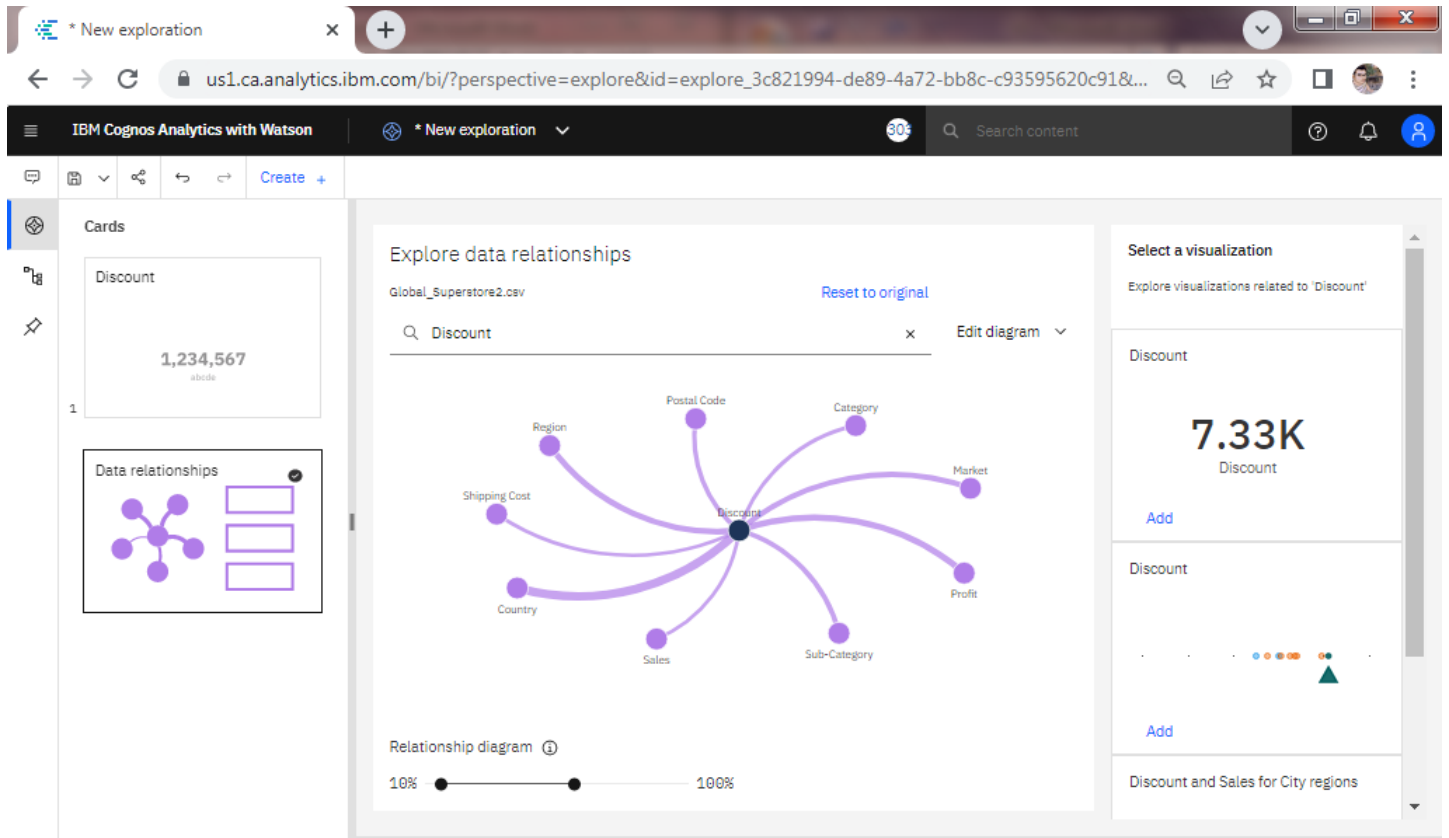 * New exploration
us1.ca.analytics.ibm.com/bi/?perspective=explore&id=explore_3c821994-de89-4a72-bb8c-c93595620c91&...
IBM Cognos Analytics with Watson
* New exploration
303
Search content
Create +
Cards
Discount
1,234,567
abcde
1
Data relationships
Explore data relationships
Global_Superstore2.csv
Reset to original
Discount
Edit diagram
Postal Code
Category
Region
Market
Shipping Cost
Discount
Country
Profit
Sales
Sub-Category
Relationship diagram
10%
100%
Select a visualization
Explore visualizations related to 'Discount'
Discount
7.33K
Discount
Add
Discount
Add
Discount and Sales for City regions